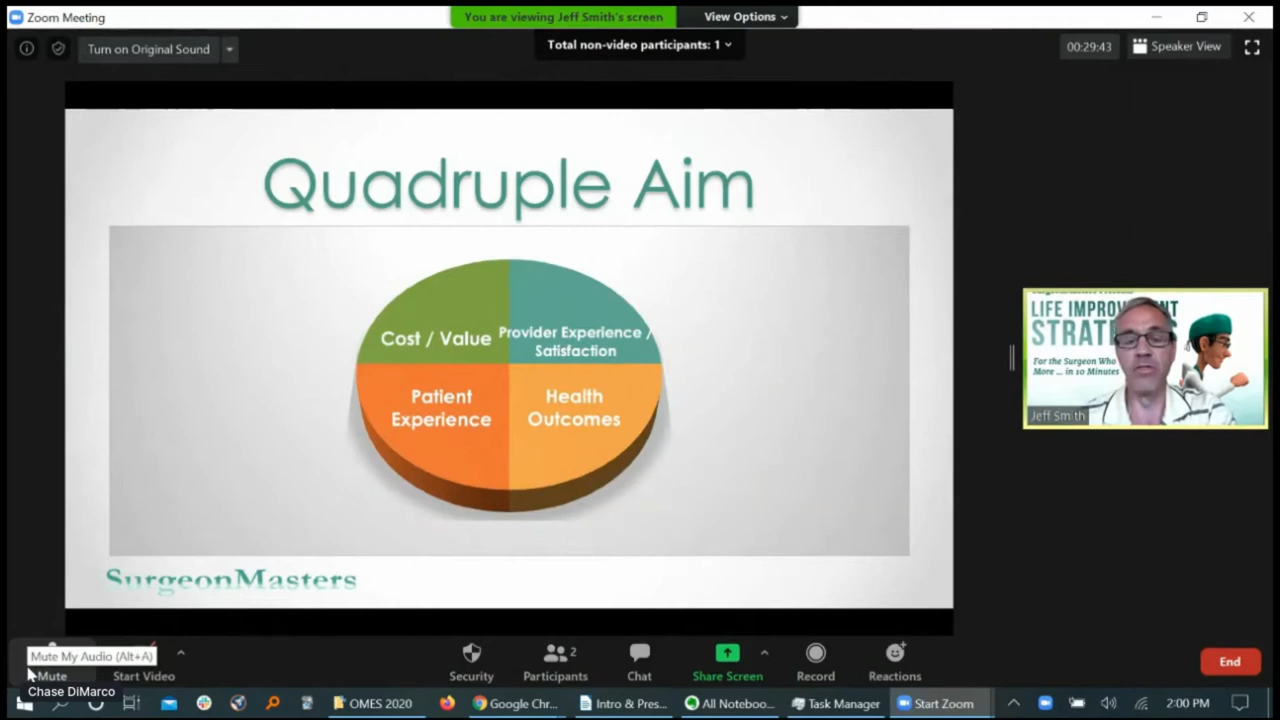 Zoom Meeting
You are viewing Jeff Smith's screen
View Options
Turn on Original Sound
Total non-video participants: 1
00:29:43
Speaker View
Quadruple Aim
Cost / Value
Provider Experience /
Satisfaction
Patient
Experience
Health
Outcomes
SurgeonMasters
LIFE IMPROVEMENT
For the Surgeon Who
More ... in 10 Minutes
Jeff Smith
Mute My Audio (Alt+A)
Mute
Start Video
Security
2
Participants
Chat
Share Screen
Record
Reactions
End
Chase DiMarco
OMES 2020
Google Chr...
Intro & Pres...
All Noteboo...
Task Manager
Start Zoom
2:00 PM